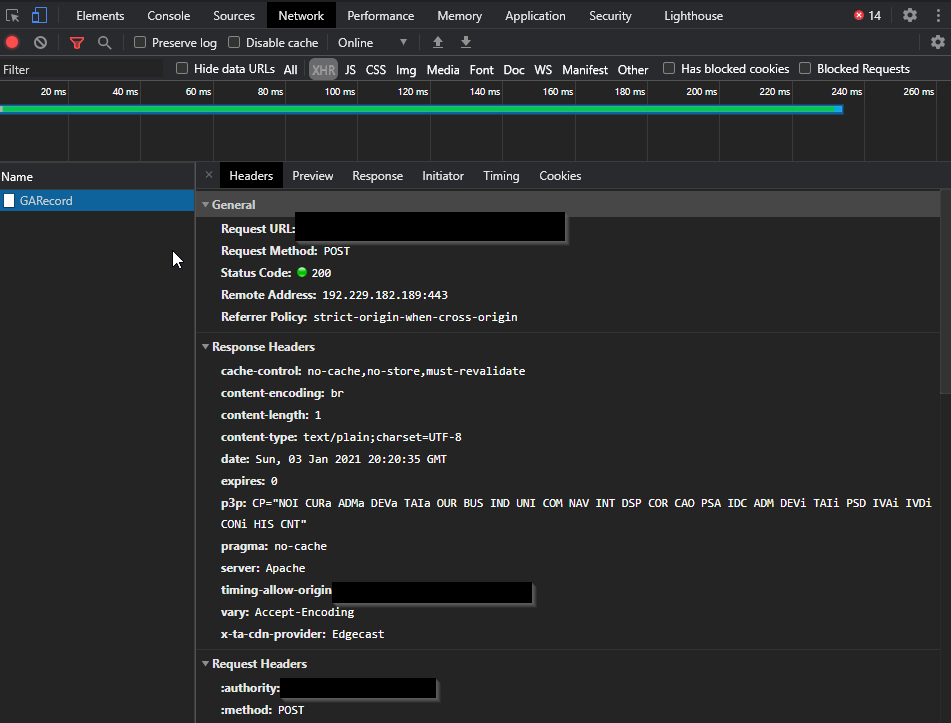 Elements Console Sources Network Performance Memory Application Security Lighthouse 14
Preserve log Disable cache Online
Filter Hide data URLs All XHR JS CSS Img Media Font Doc WS Manifest Other Has blocked cookies Blocked Requests
20 ms 40 ms 60 ms 80 ms 100 ms 120 ms 140 ms 160 ms 180 ms 200 ms 220 ms 240 ms 260 ms
Name
GARecord
× Headers Preview Response Initiator Timing Cookies
General
Request URL:
Request Method: POST
Status Code: 200
Remote Address: 192.229.182.189:443
Referrer Policy: strict-origin-when-cross-origin
Response Headers
cache-control: no-cache,no-store,must-revalidate
content-encoding: br
content-length: 1
content-type: text/plain;charset=UTF-8
date: Sun, 03 Jan 2021 20:20:35 GMT
expires: 0
p3p: CP="NOI CURa ADMa DEVa TAIa OUR BUS IND UNI COM NAV INT DSP COR CAO PSA IDC ADM DEVi TAIi PSD IVAi IVDi
CONi HIS CNT"
pragma: no-cache
server: Apache
timing-allow-origin
vary: Accept-Encoding
x-ta-cdn-provider: Edgecast
Request Headers
:authority:
:method: POST